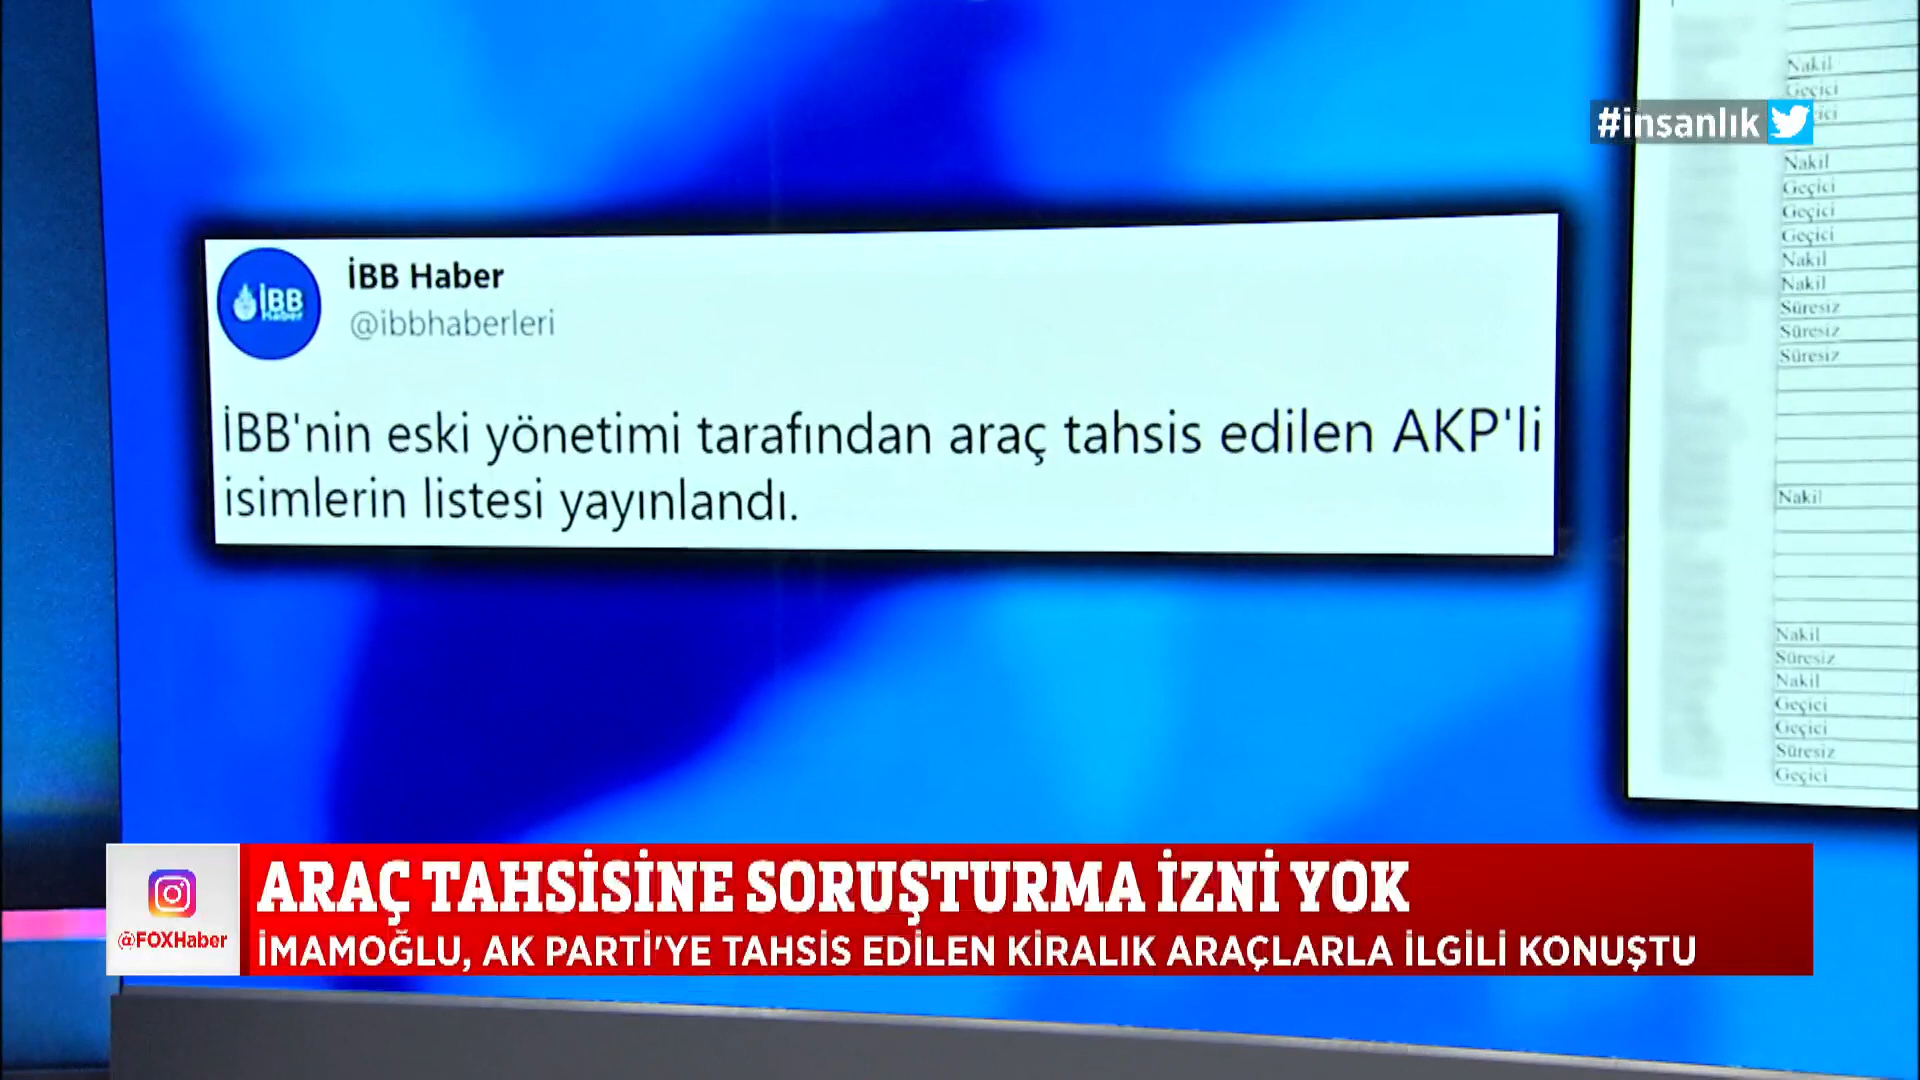 #insanlık
İBB
Haber
İBB Haber
@ibbhaberleri
İBB'nin eski yönetimi tarafından araç tahsis edilen AKP'li
isimlerin listesi yayınlandı.
Nakil
Geçici
Nakil
Geçici
Geçici
Geçici
Nakil
Nakil
Süresiz
Süresiz
Süresiz
Nakil
Nakil
Süresiz
Nakil
Geçici
Geçici
Süresiz
Geçici
@FOXHaber
ARAÇ TAHSİSİNE SORUŞTURMA İZNİ YOK
İMAMOĞLU, AK PARTİ'YE TAHSİS EDİLEN KİRALIK ARAÇLARLA İLGİLİ KONUŞTU